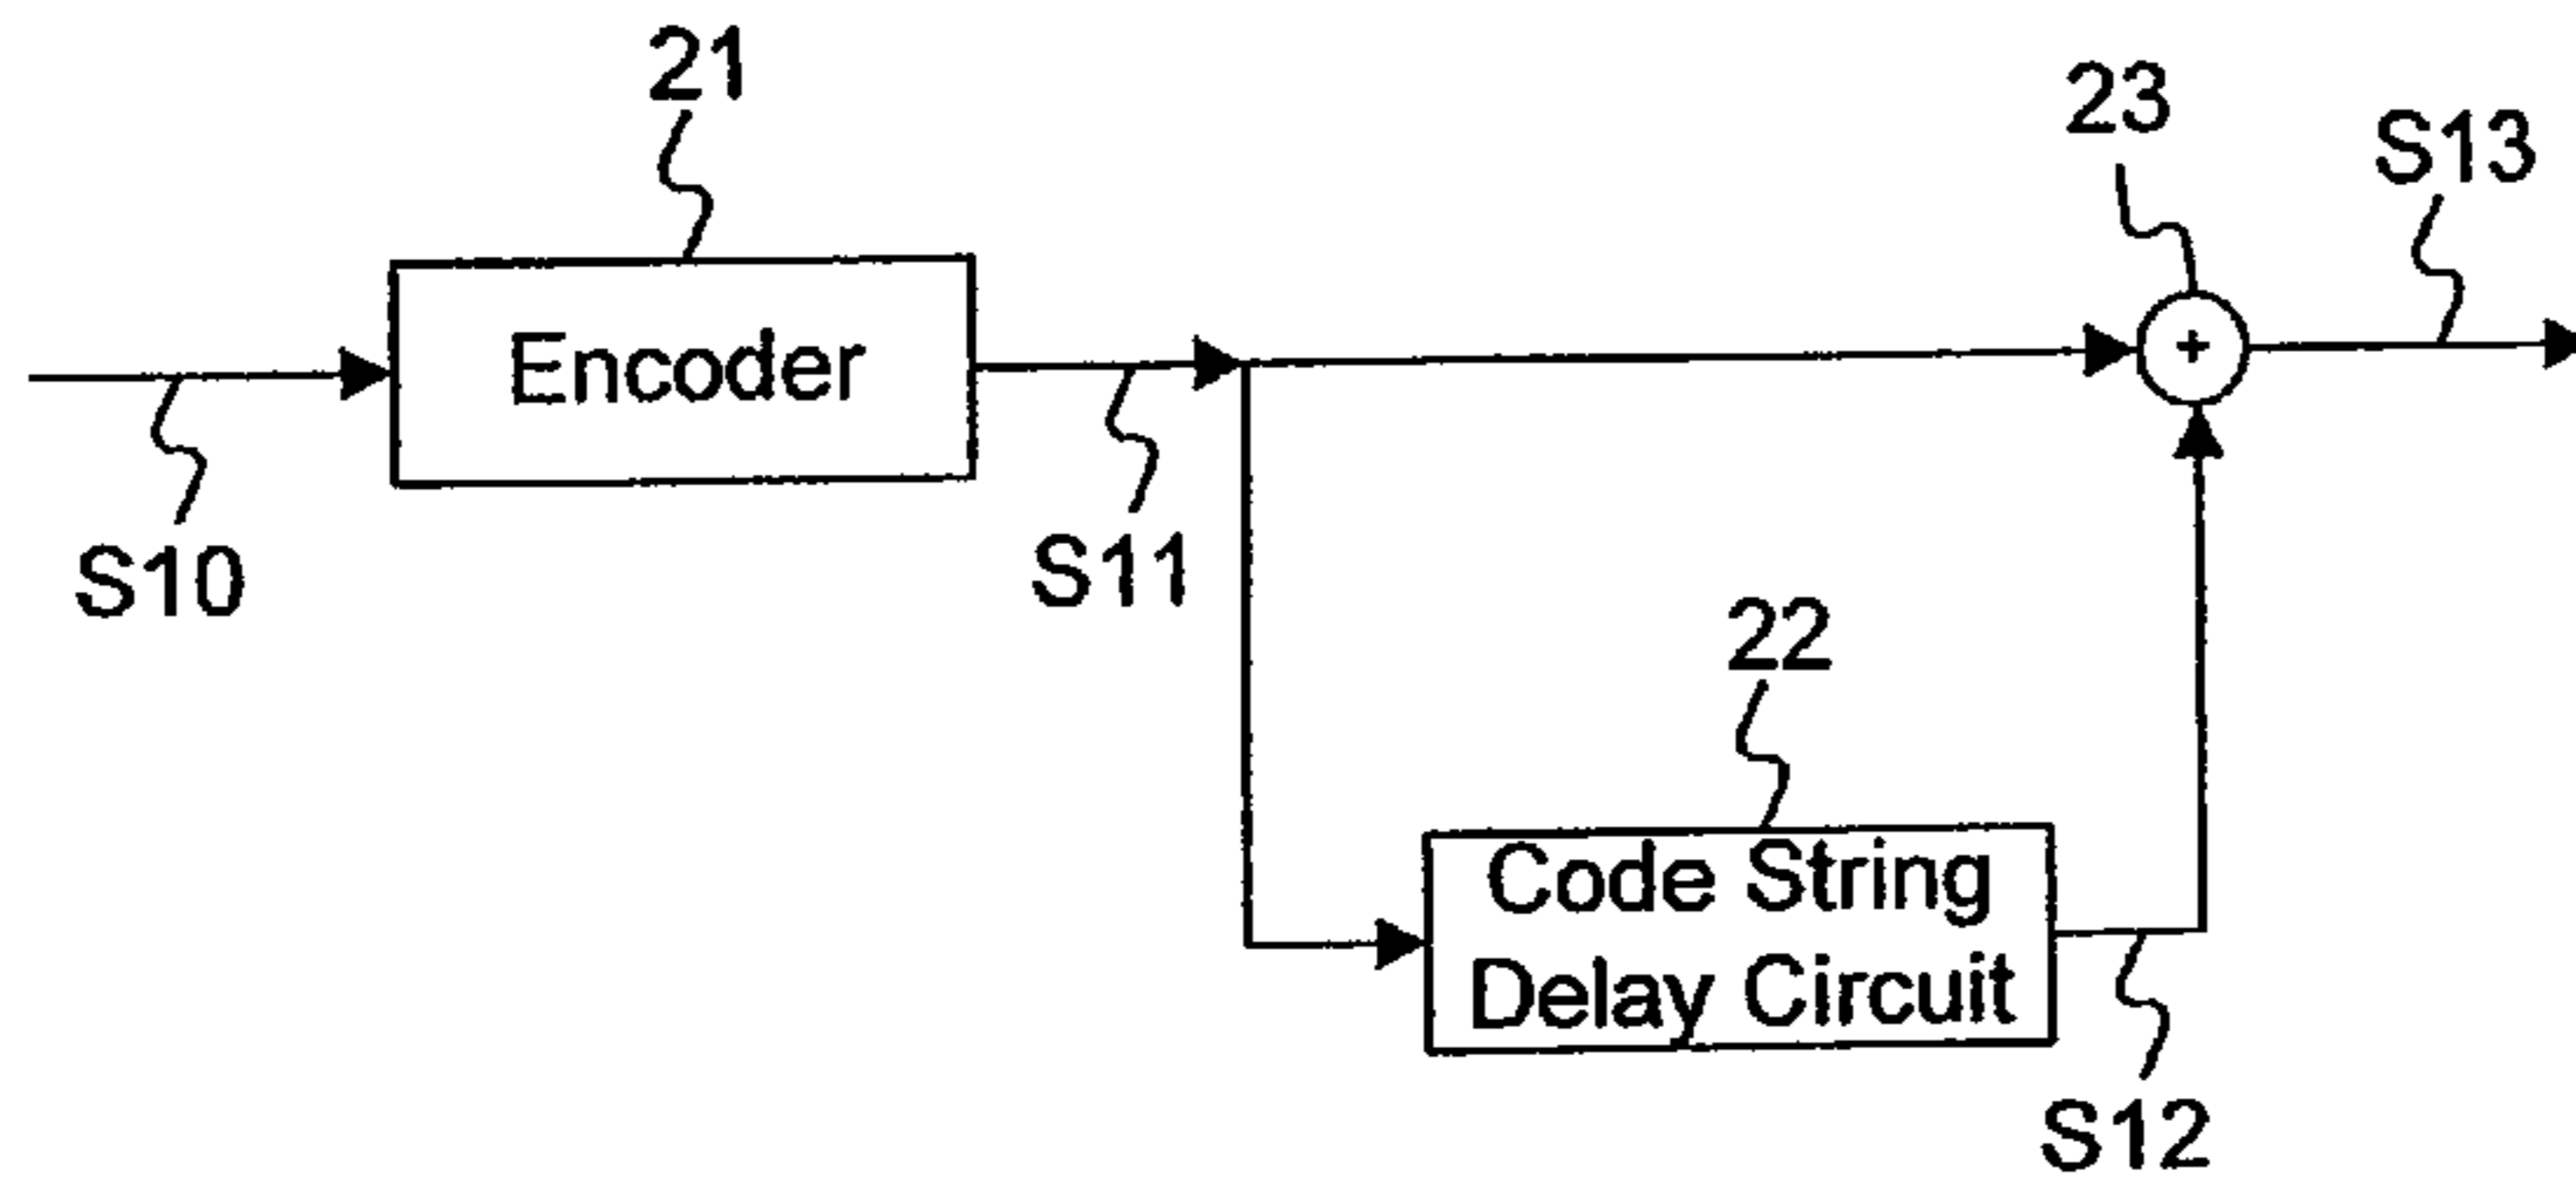 21
23
S13
Encoder
+
S10
S11
22
Code String
Delay Circuit
S12